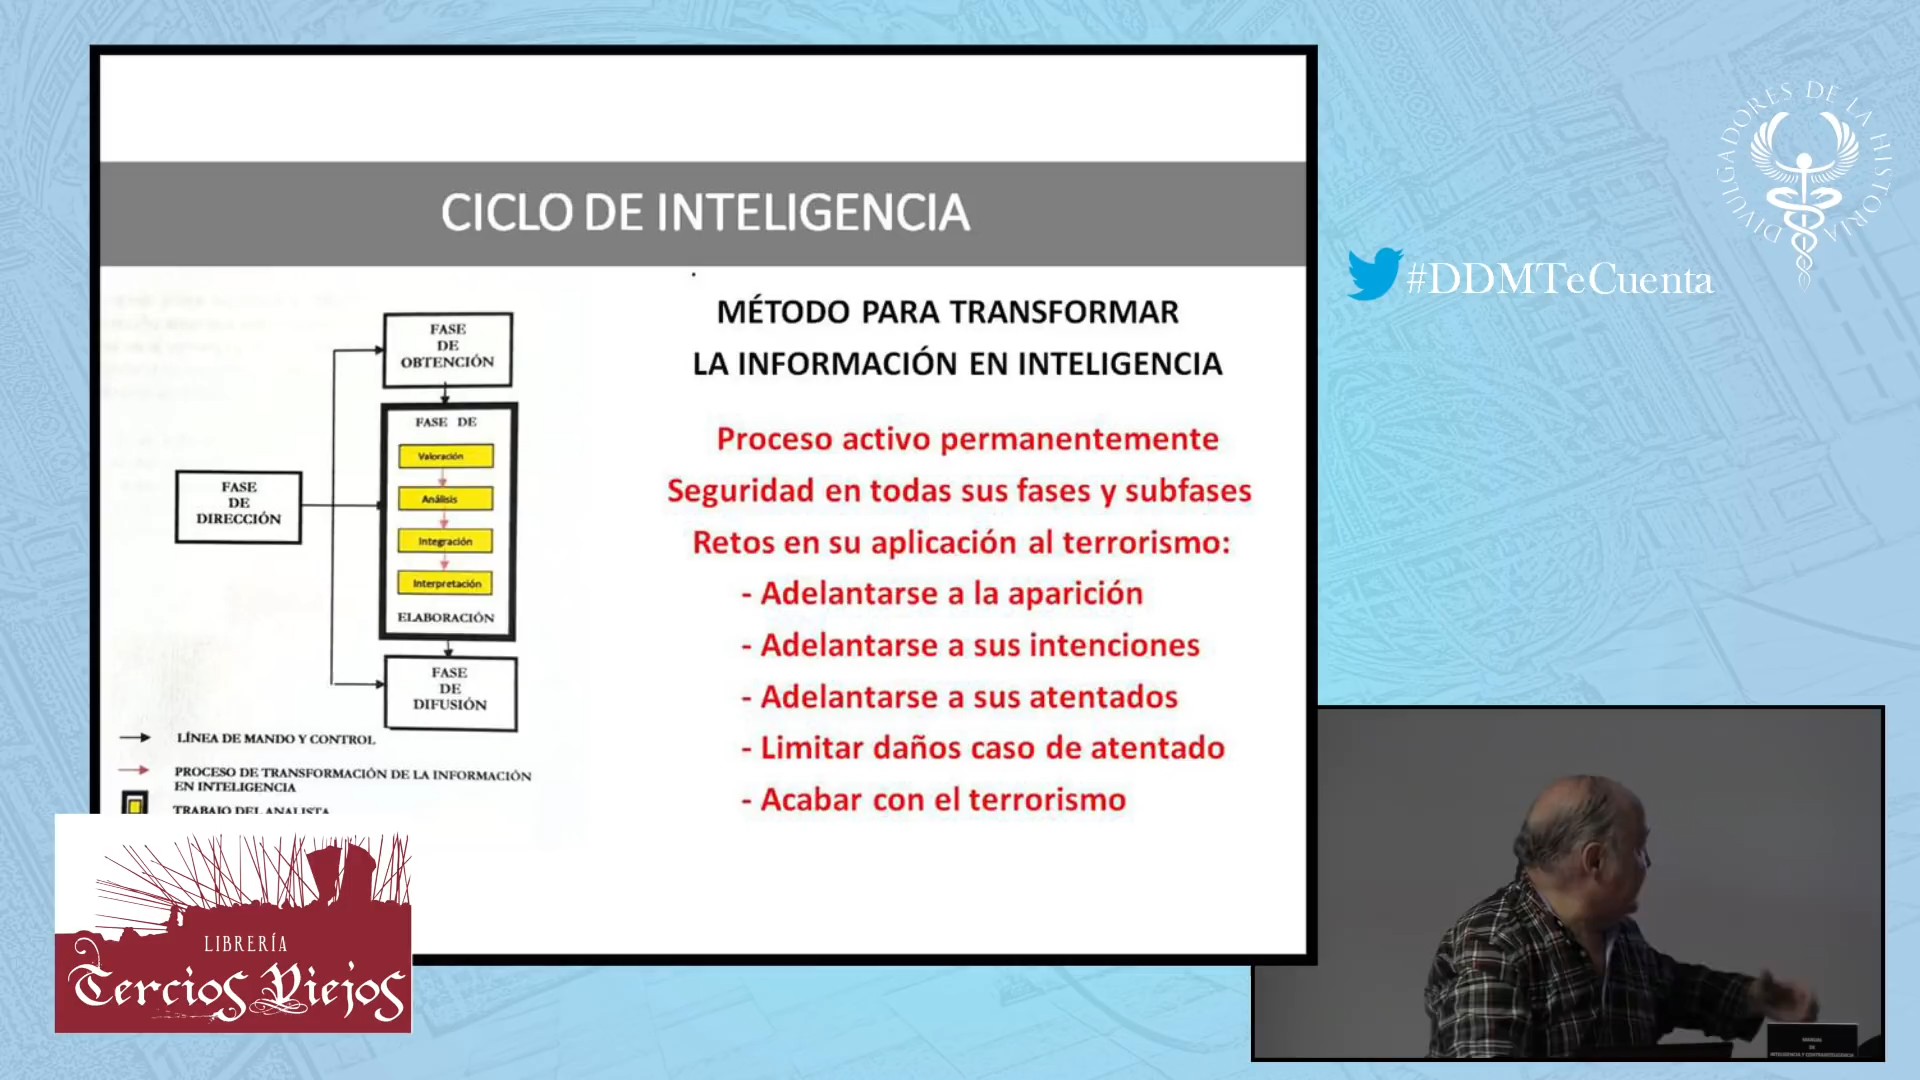 CICLO DE INTELIGENCIA
FASE
DE
OBTENCIÓN
FASE DE
Valoración
Análisis
Integración
Interpretación
ELABORACIÓN
FASE
DE
DIRECCIÓN
FASE
DE
DIFUSIÓN
LÍNEA DE MANDO Y CONTROL
PROCESO DE TRANSFORMACIÓN DE LA INFORMACIÓN
EN INTELIGENCIA
TRABAJO DEL ANALISTA
MÉTODO PARA TRANSFORMAR
LA INFORMACIÓN EN INTELIGENCIA
Proceso activo permanentemente
Seguridad en todas sus fases y subfases
Retos en su aplicación al terrorismo:
- Adelantarse a la aparición
- Adelantarse a sus intenciones
- Adelantarse a sus atentados
- Limitar daños caso de atentado
- Acabar con el terrorismo
DIVULGADORES DE LA HISTORIA
#DDMTeCuenta
LIBRERÍA
Tercios Viejos
MANUAL
DE
INTELIGENCIA Y CONTRAINTELIGENCIA